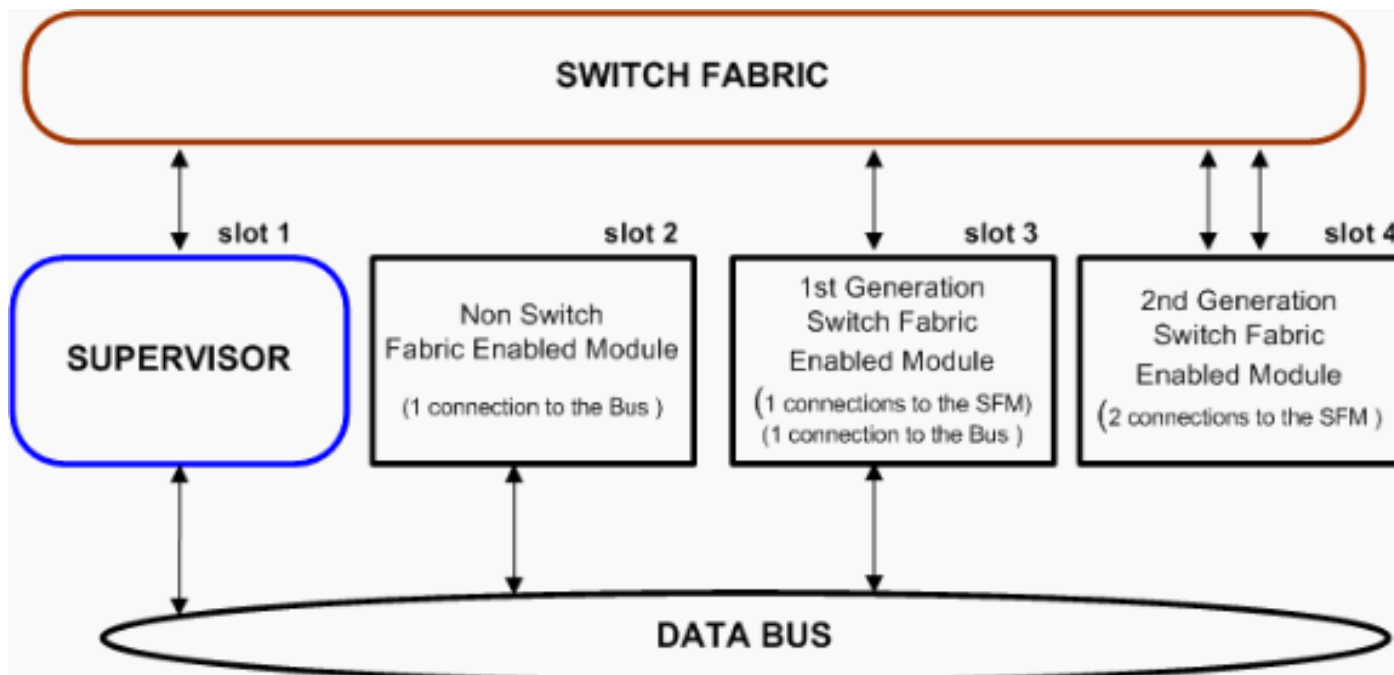 SWITCH FABRIC
slot 1
slot 2
slot 3
slot 4
SUPERVISOR
Non Switch
Fabric Enabled Module
(1 connection to the Bus )
1st Generation
Switch Fabric
Enabled Module
(1 connections to the SFM)
(1 connection to the Bus )
2nd Generation
Switch Fabric
Enabled Module
(2 connections to the SFM )
DATA BUS